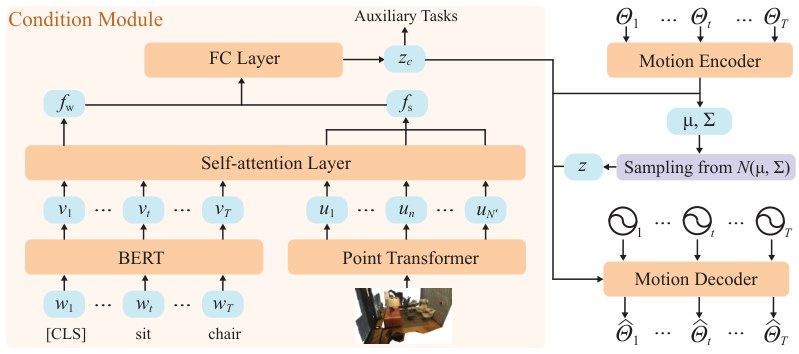 Condition Module
Auxiliary Tasks
FC Layer
z_c
f_w
f_s
Self-attention Layer
v_1 ... v_t ... v_T
u_1 ... u_n ... u_N'
BERT
Point Transformer
w_1 ... w_t ... w_T
[CLS] sit chair
Θ_1 ... Θ_t ... Θ_T
Motion Encoder
μ, Σ
z
Sampling from N(μ, Σ)
1 ... t ... T
Motion Decoder
Θ̂_1 ... Θ̂_t ... Θ̂_T